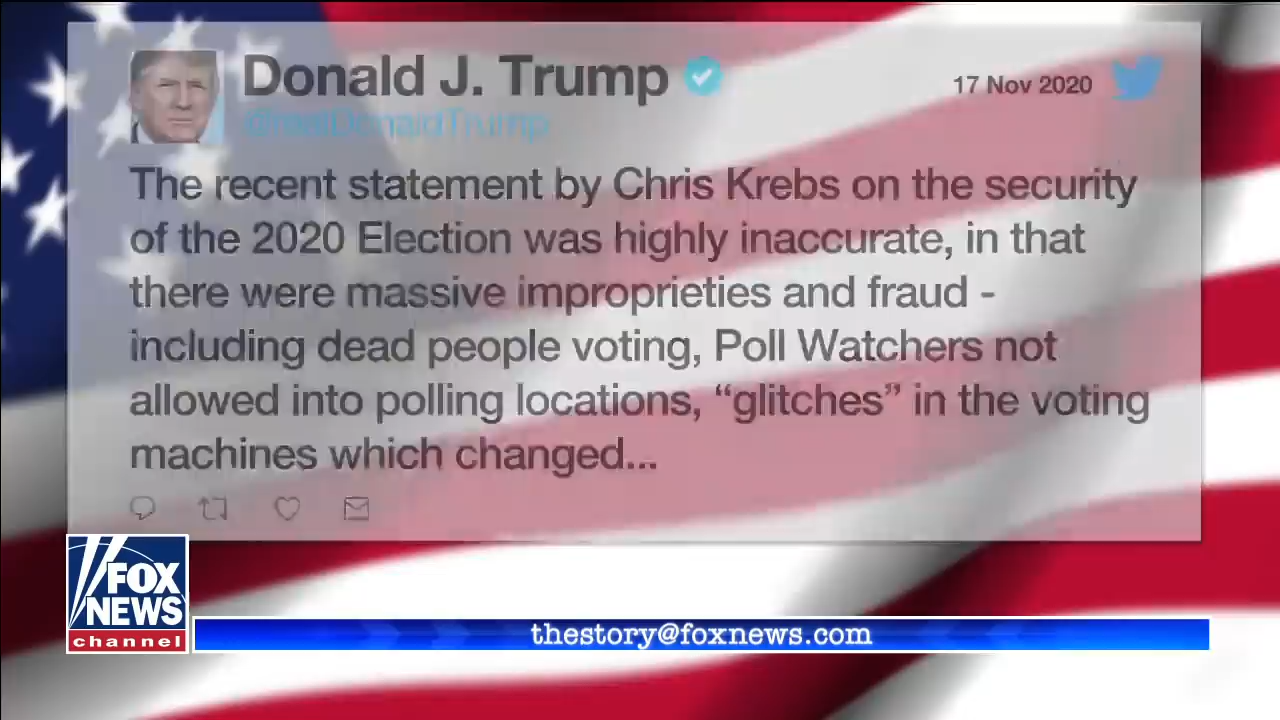 Donald J. Trump
17 Nov 2020
@realDonaldTrump
The recent statement by Chris Krebs on the security
of the 2020 Election was highly inaccurate, in that
there were massive improprieties and fraud -
including dead people voting, Poll Watchers not
allowed into polling locations, “glitches” in the voting
machines which changed...
FOX
NEWS
channel
thestory@foxnews.com